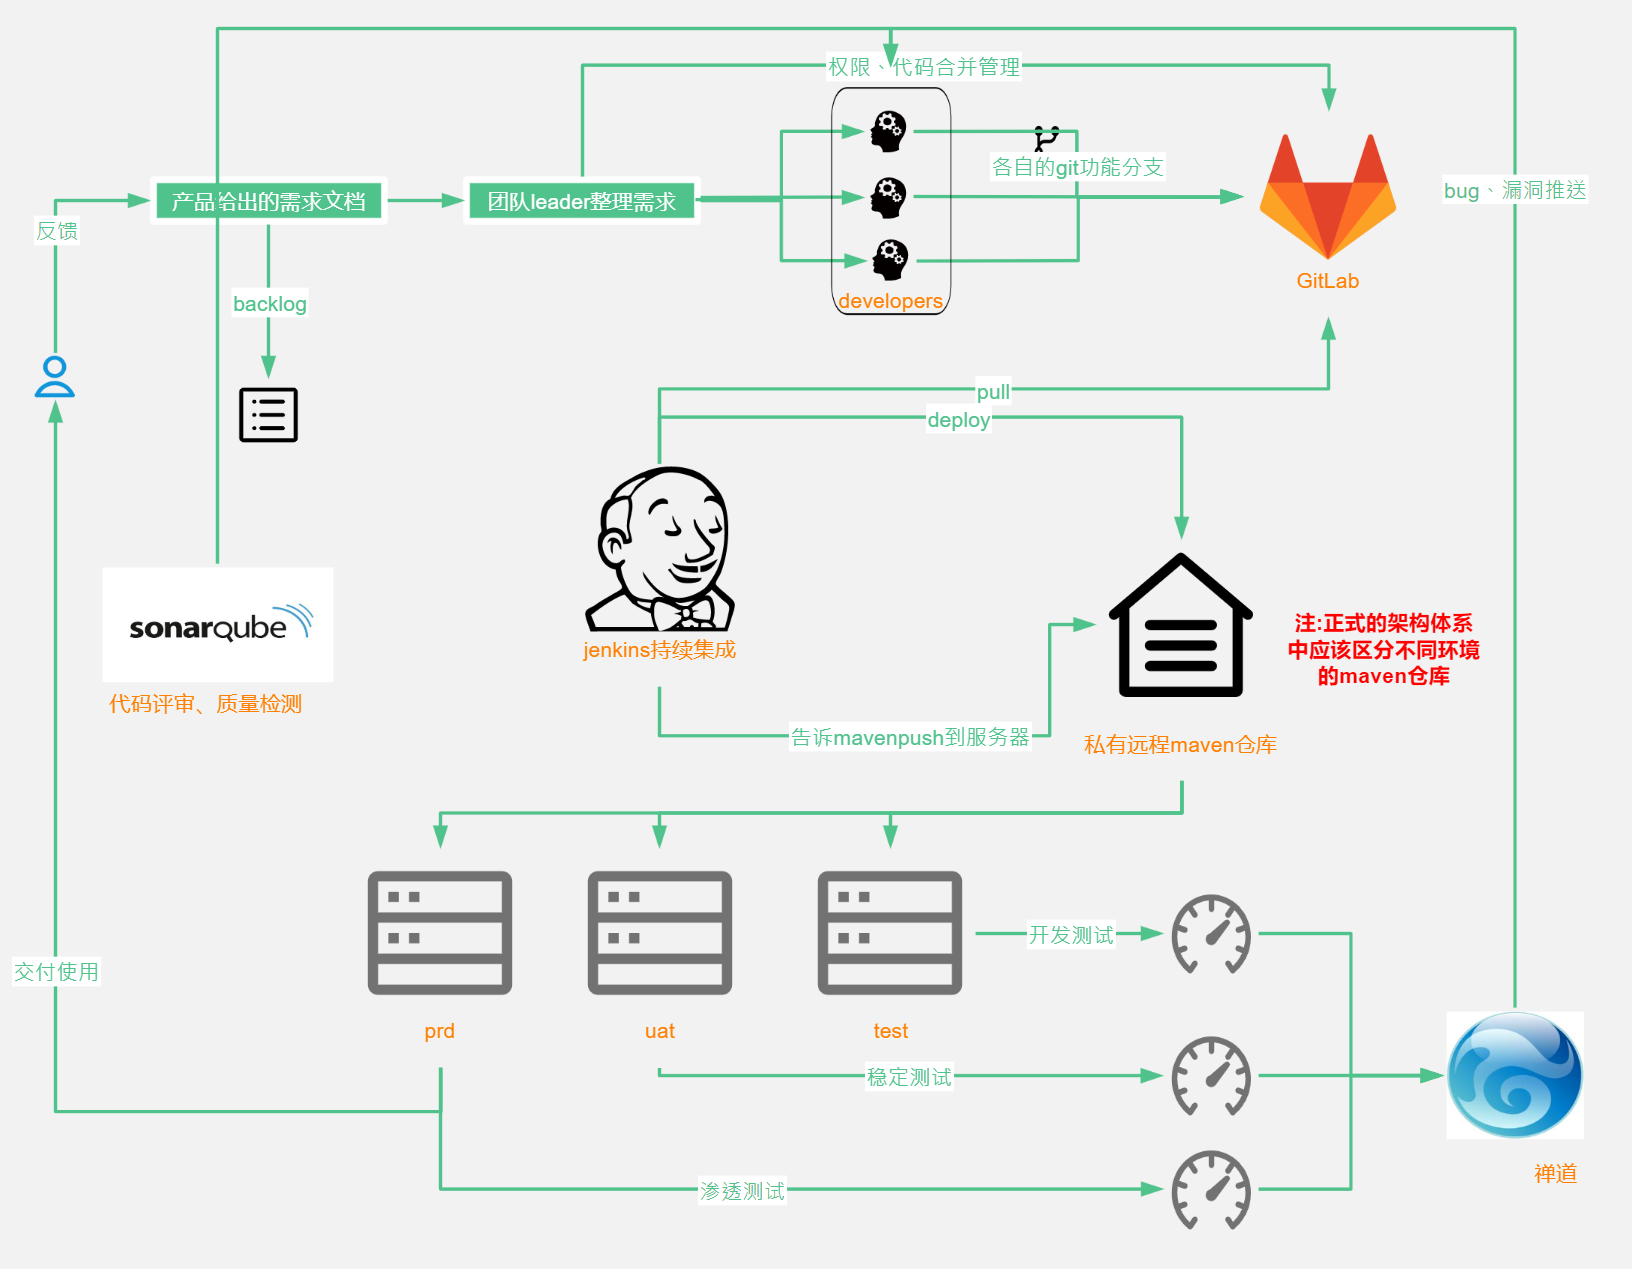 权限、代码合并管理
产品给出的需求文档
团队leader整理需求
各自的git功能分支
bug、漏洞推送
反馈
GitLab
backlog
developers
pull
deploy
sonarqube
代码评审、质量检测
jenkins持续集成
注:正式的架构体系
中应该区分不同环境
的maven仓库
告诉mavenpush到服务器
私有远程maven仓库
开发测试
交付使用
prd
uat
test
稳定测试
渗透测试
禅道